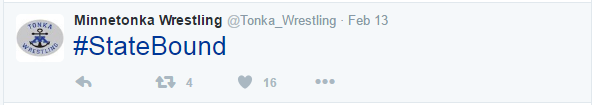 TONKA
WRESTLING
Minnetonka Wrestling @Tonka_Wrestling · Feb 13
#StateBound
4 16